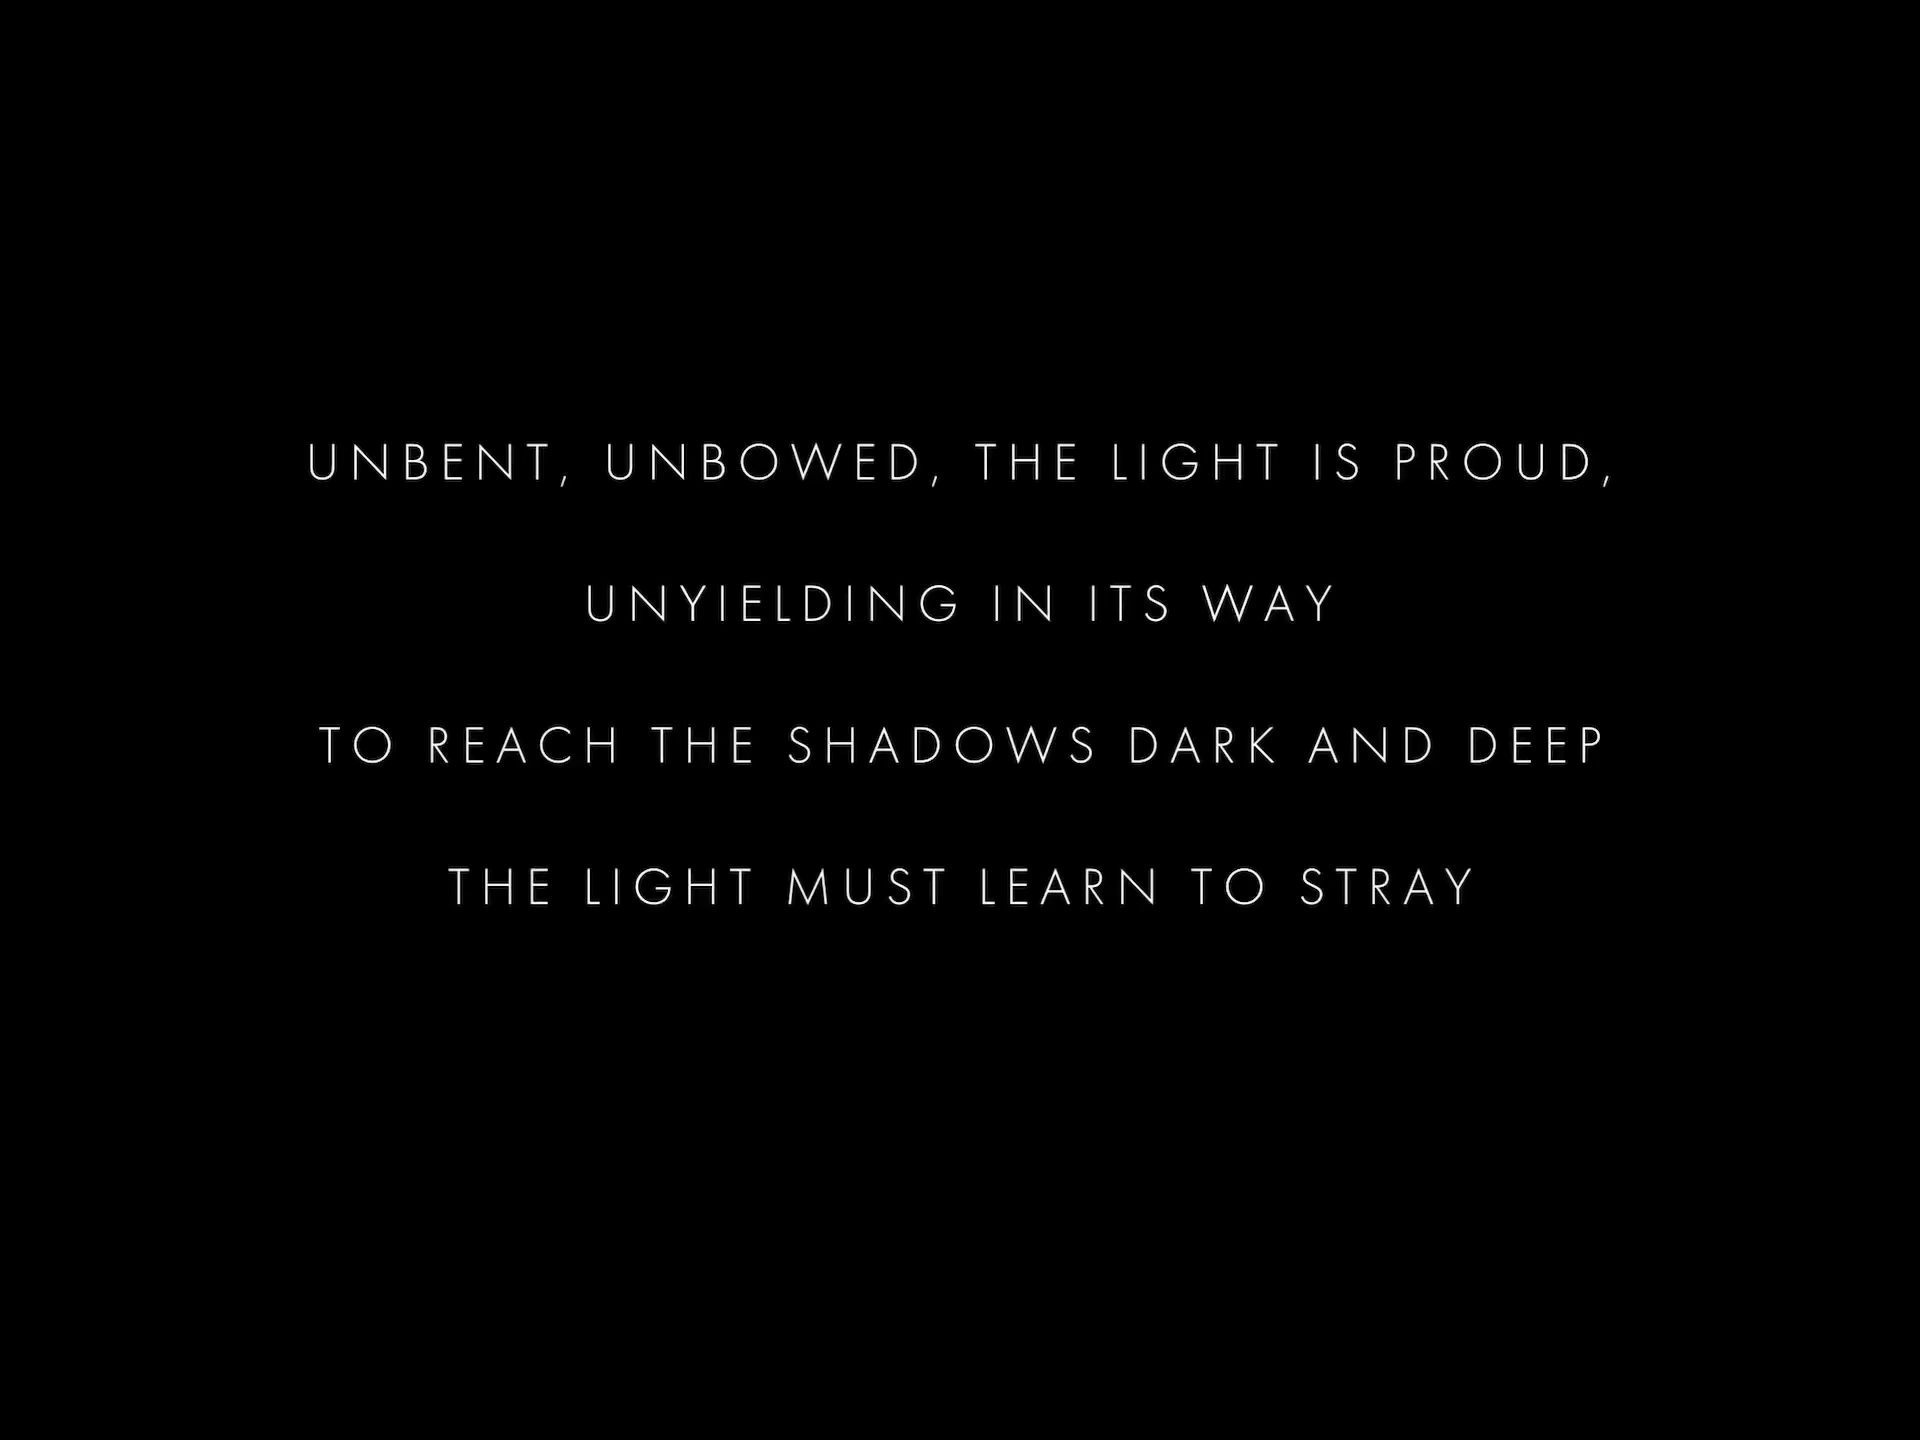 UNBENT, UNBOWED, THE LIGHT IS PROUD,
UNYIELDING IN ITS WAY
TO REACH THE SHADOWS DARK AND DEEP
THE LIGHT MUST LEARN TO STRAY